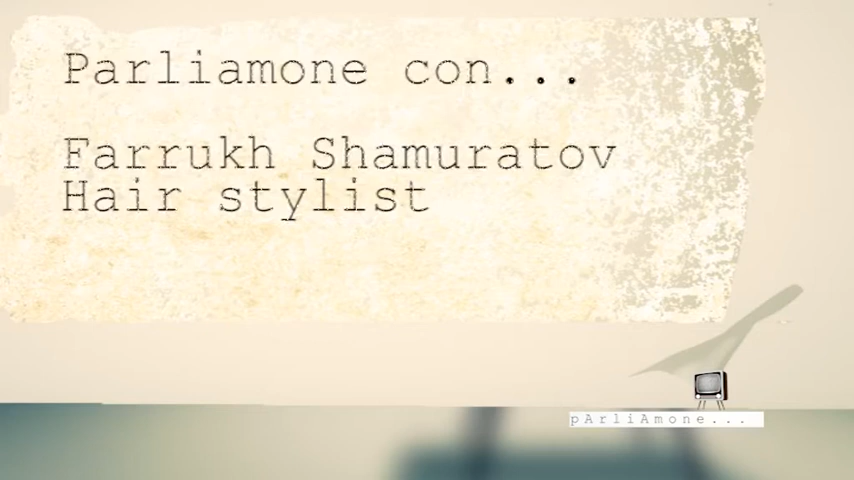 Parliamone con...
Farrukh Shamuratov
Hair stylist
pArliAmone...